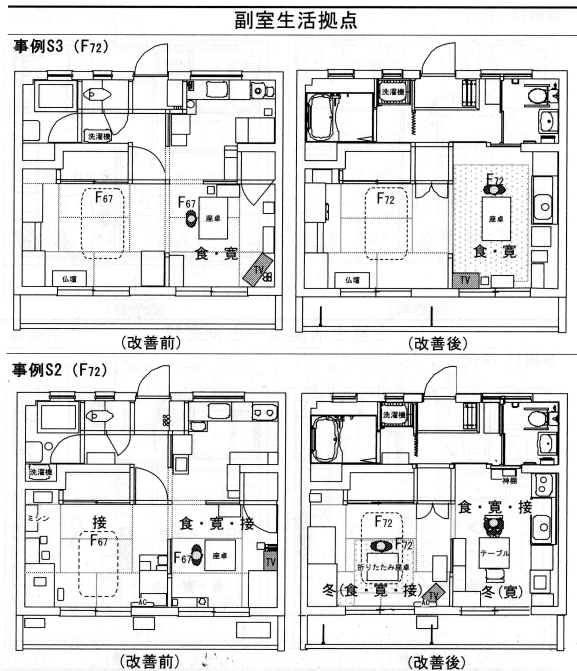 副室生活拠点
事例S3（F72）
洗濯機
F67
F67
座卓
食・寛
仏壇
TV
（改善前）
洗濯機
F72
F72
座卓
食・寛
仏壇
TV
（改善後）
事例S2（F72）
洗濯機
ミシン
接
F67
食・寛・接
F67
座卓
TV
AC
（改善前）
洗濯機
神棚
食・寛・接
F72
F72
折りたたみ座卓
テーブル
冬(食・寛・接)
TV
AC
冬(寛)
（改善後）